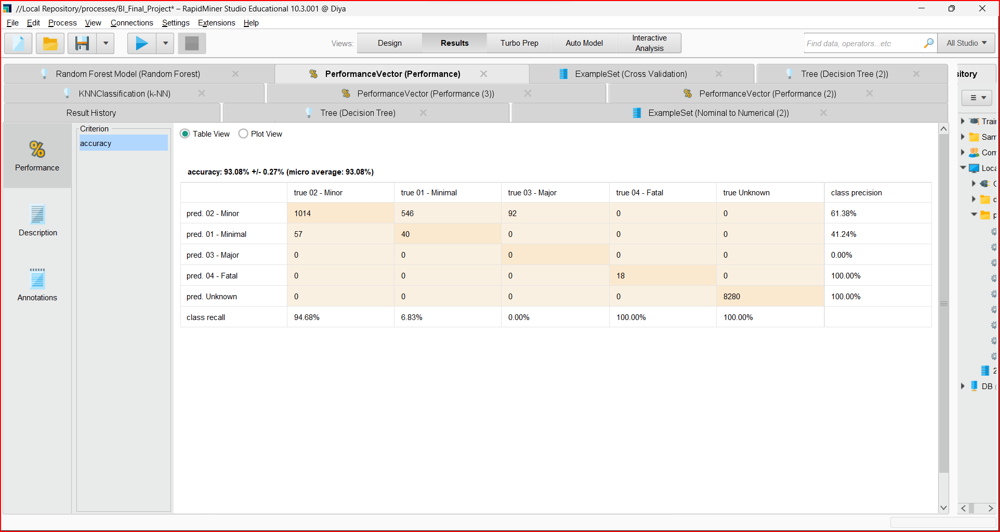 //Local Repository/processes/BI_Final_Project* – RapidMiner Studio Educational 10.3.001 @ Diya
File Edit Process View Connections Settings Extensions Help
Views: Design Results Turbo Prep Auto Model Interactive Analysis Find data, operators...etc All Studio
Random Forest Model (Random Forest) PerformanceVector (Performance) ExampleSet (Cross Validation) Tree (Decision Tree (2)) sitory
KNNClassification (k-NN) PerformanceVector (Performance (3)) PerformanceVector (Performance (2))
Result History Tree (Decision Tree) ExampleSet (Nominal to Numerical (2))
Criterion
accuracy
Performance
Description
Annotations
Table View Plot View
accuracy: 93.08% +/- 0.27% (micro average: 93.08%)
true 02 - Minor true 01 - Minimal true 03 - Major true 04 - Fatal true Unknown class precision
pred. 02 - Minor 1014 546 92 0 0 61.38%
pred. 01 - Minimal 57 40 0 0 0 41.24%
pred. 03 - Major 0 0 0 0 0 0.00%
pred. 04 - Fatal 0 0 0 18 0 100.00%
pred. Unknown 0 0 0 0 8280 100.00%
class recall 94.68% 6.83% 0.00% 100.00% 100.00%
Train
Sam
Com
Loca
d
p
2
DB